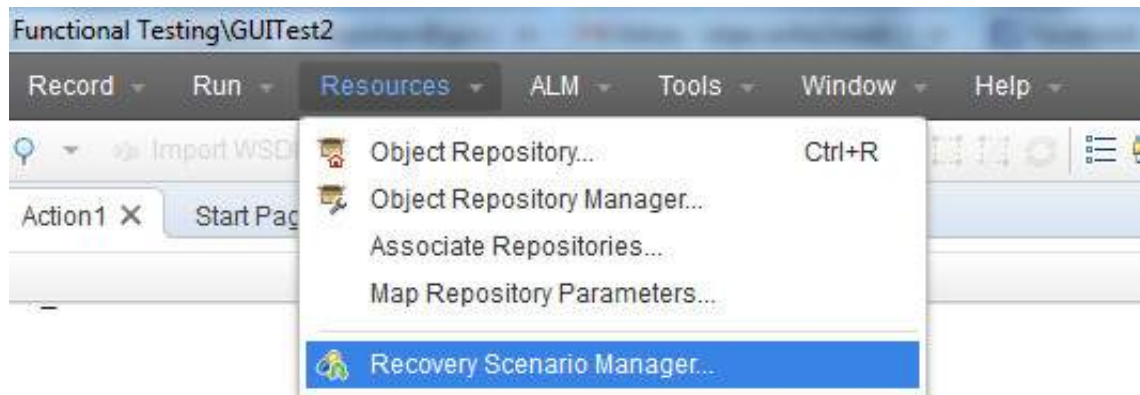 Functional Testing\GUITest2
Record Run Resources ALM Tools Window Help
Import WSD
Object Repository... Ctrl+R
Action1 Start Pag
Object Repository Manager...
Associate Repositories...
Map Repository Parameters...
Recovery Scenario Manager...